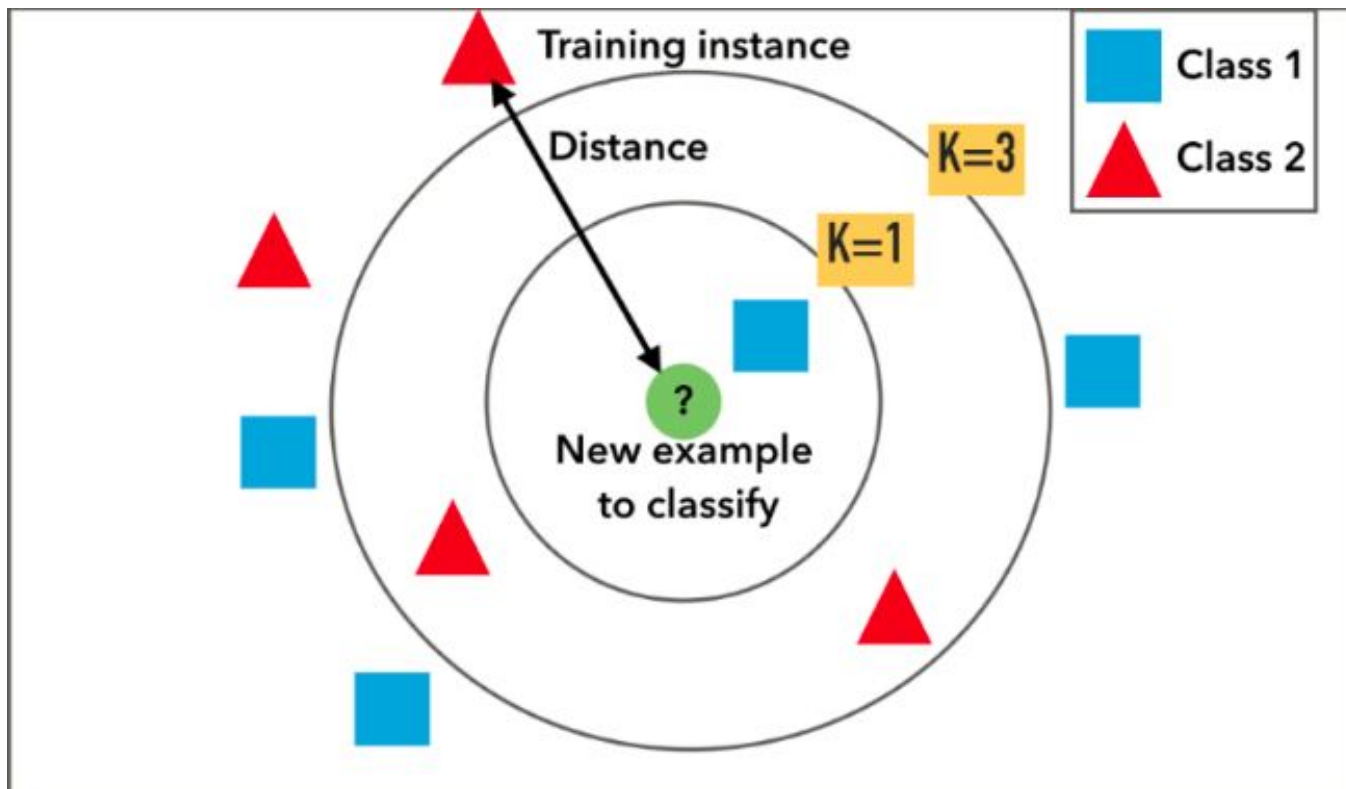 Training instance
Class 1
Distance
K=3
Class 2
K=1
?
New example
to classify